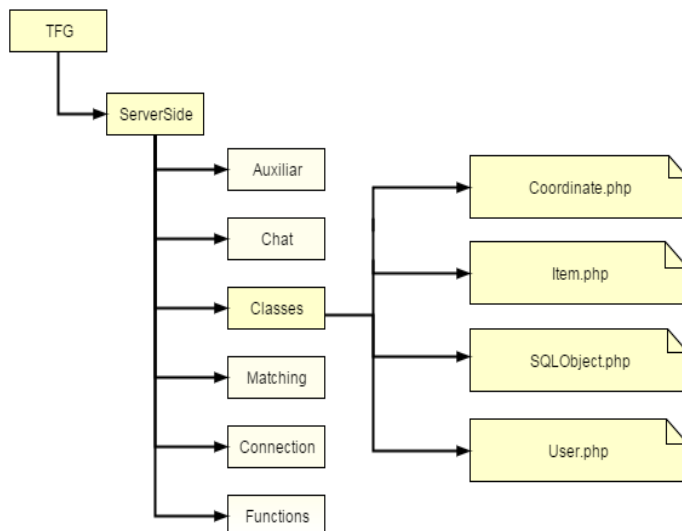 TFG
ServerSide
Auxiliar
Chat
Classes
Matching
Connection
Functions
Coordinate.php
Item.php
SQLObject.php
User.php